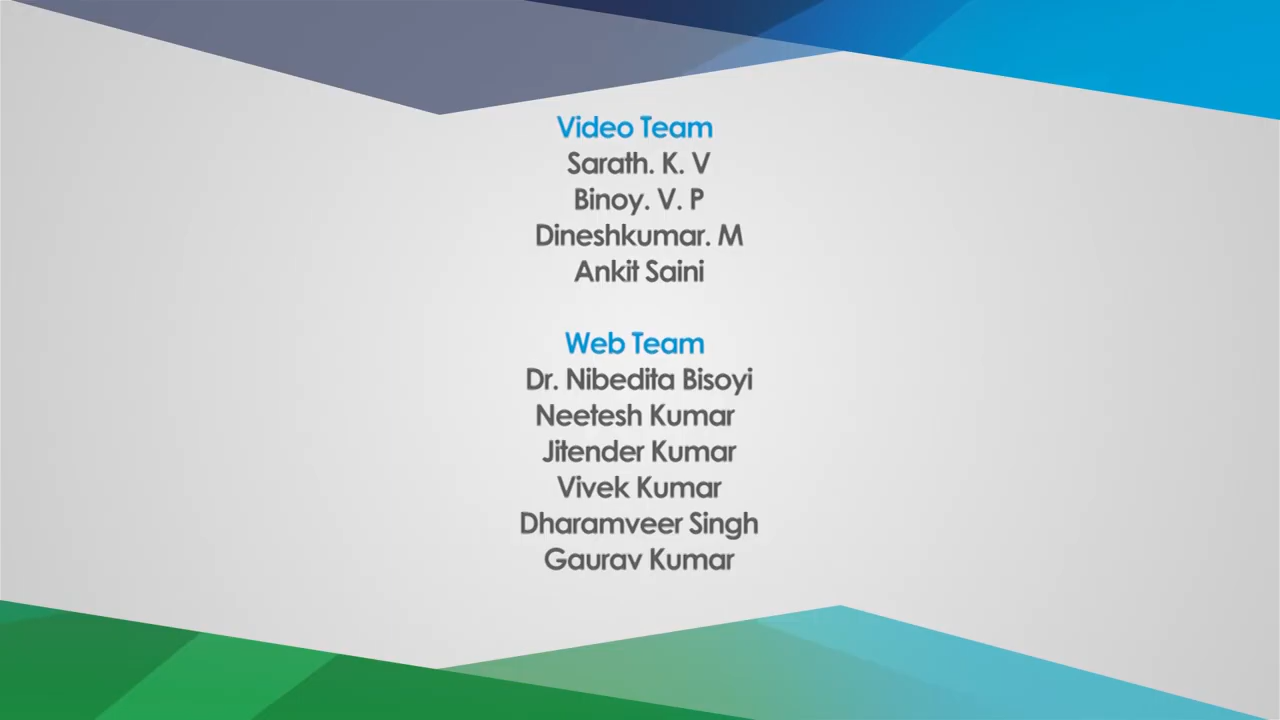 Video Team
Sarath. K. V
Binoy. V. P
Dineshkumar. M
Ankit Saini
Web Team
Dr. Nibedita Bisoyi
Neetesh Kumar
Jitender Kumar
Vivek Kumar
Dharamveer Singh
Gaurav Kumar